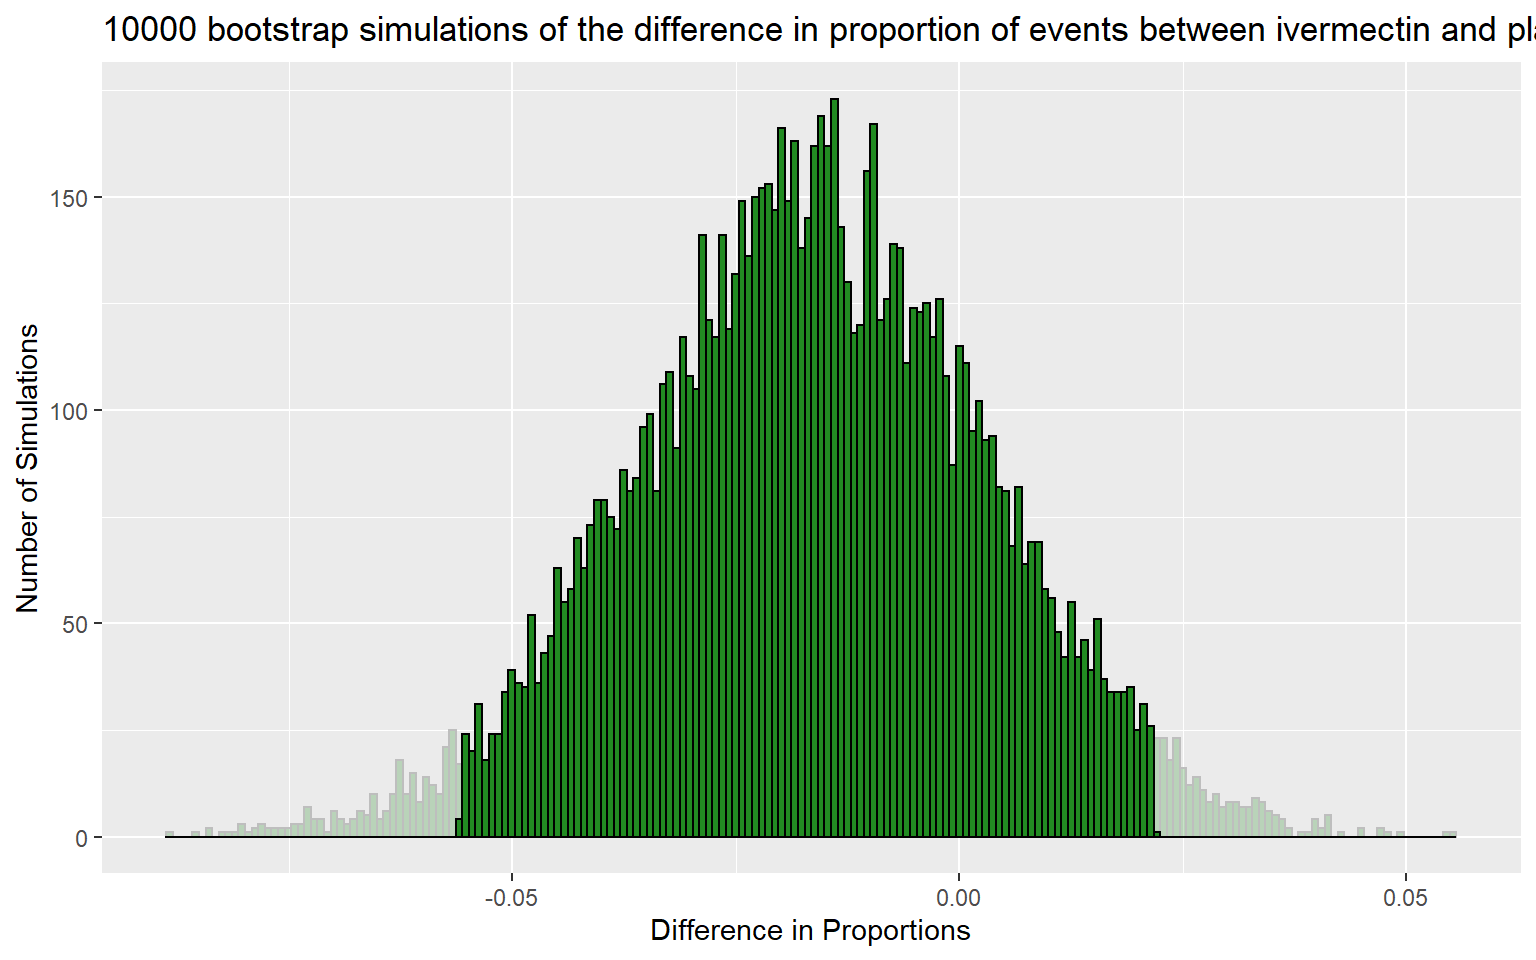 10000 bootstrap simulations of the difference in proportion of events between ivermectin and
Number of Simulations
150
100
50
0
-0.05
0.00
0.05
Difference in Proportions